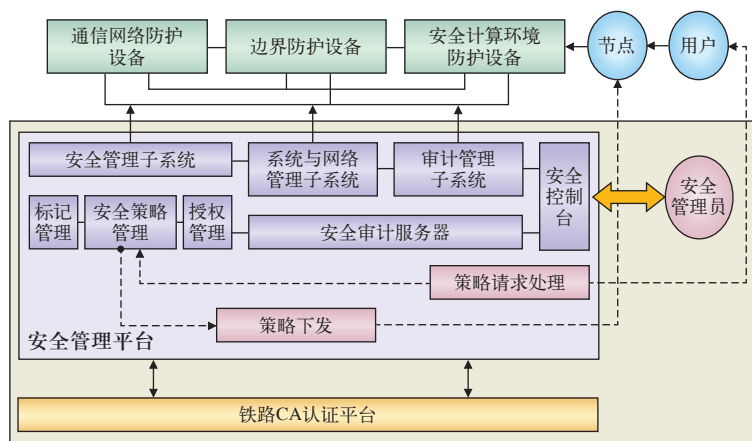 通信网络防护
设备
边界防护设备
安全计算环境
防护设备
节点
用户
安全管理子系统
系统与网络
管理子系统
审计管理
子系统
安全
控制
台
安全
管理员
标记
管理
安全策略
管理
授权
管理
安全审计服务器
策略请求处理
策略下发
安全管理平台
铁路CA认证平台